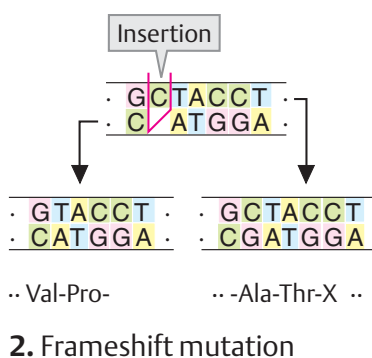 Insertion
· GCTACCT ·
· C ATGGA ·
· GTACCT ·
· CATGGA ·
· GCTACCT ·
· CGATGGA ·
·· Val-Pro-
·· -Ala-Thr-X ··
2. Frameshift mutation